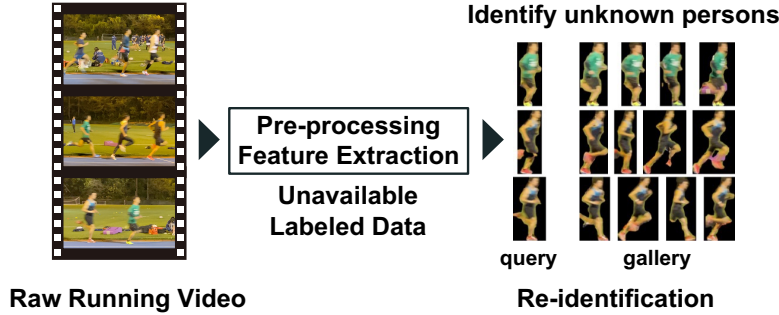 Identify unknown persons
Pre-processing
Feature Extraction
Unavailable
Labeled Data
query
gallery
Raw Running Video
Re-identification